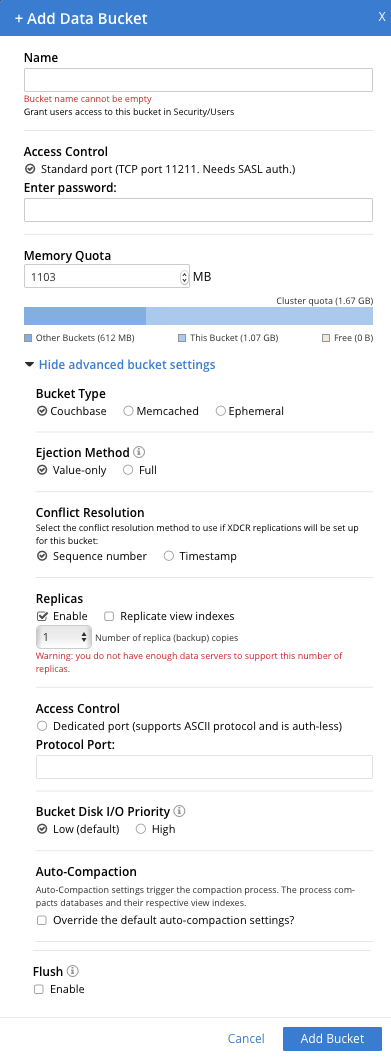 + Add Data Bucket X
Name
Bucket name cannot be empty
Grant users access to this bucket in Security/Users
Access Control
Standard port (TCP port 11211. Needs SASL auth.)
Enter password:
Memory Quota
1103 MB
Cluster quota (1.67 GB)
Other Buckets (612 MB) This Bucket (1.07 GB) Free (0 B)
Hide advanced bucket settings
Bucket Type
Couchbase Memcached Ephemeral
Ejection Method
Value-only Full
Conflict Resolution
Select the conflict resolution method to use if XDCR replications will be set up
for this bucket:
Sequence number Timestamp
Replicas
Enable Replicate view indexes
1 Number of replica (backup) copies
Warning: you do not have enough data servers to support this number of
replicas.
Access Control
Dedicated port (supports ASCII protocol and is auth-less)
Protocol Port:
Bucket Disk I/O Priority
Low (default) High
Auto-Compaction
Auto-Compaction settings trigger the compaction process. The process com-
pacts databases and their respective view indexes.
Override the default auto-compaction settings?
Flush
Enable
Cancel Add Bucket